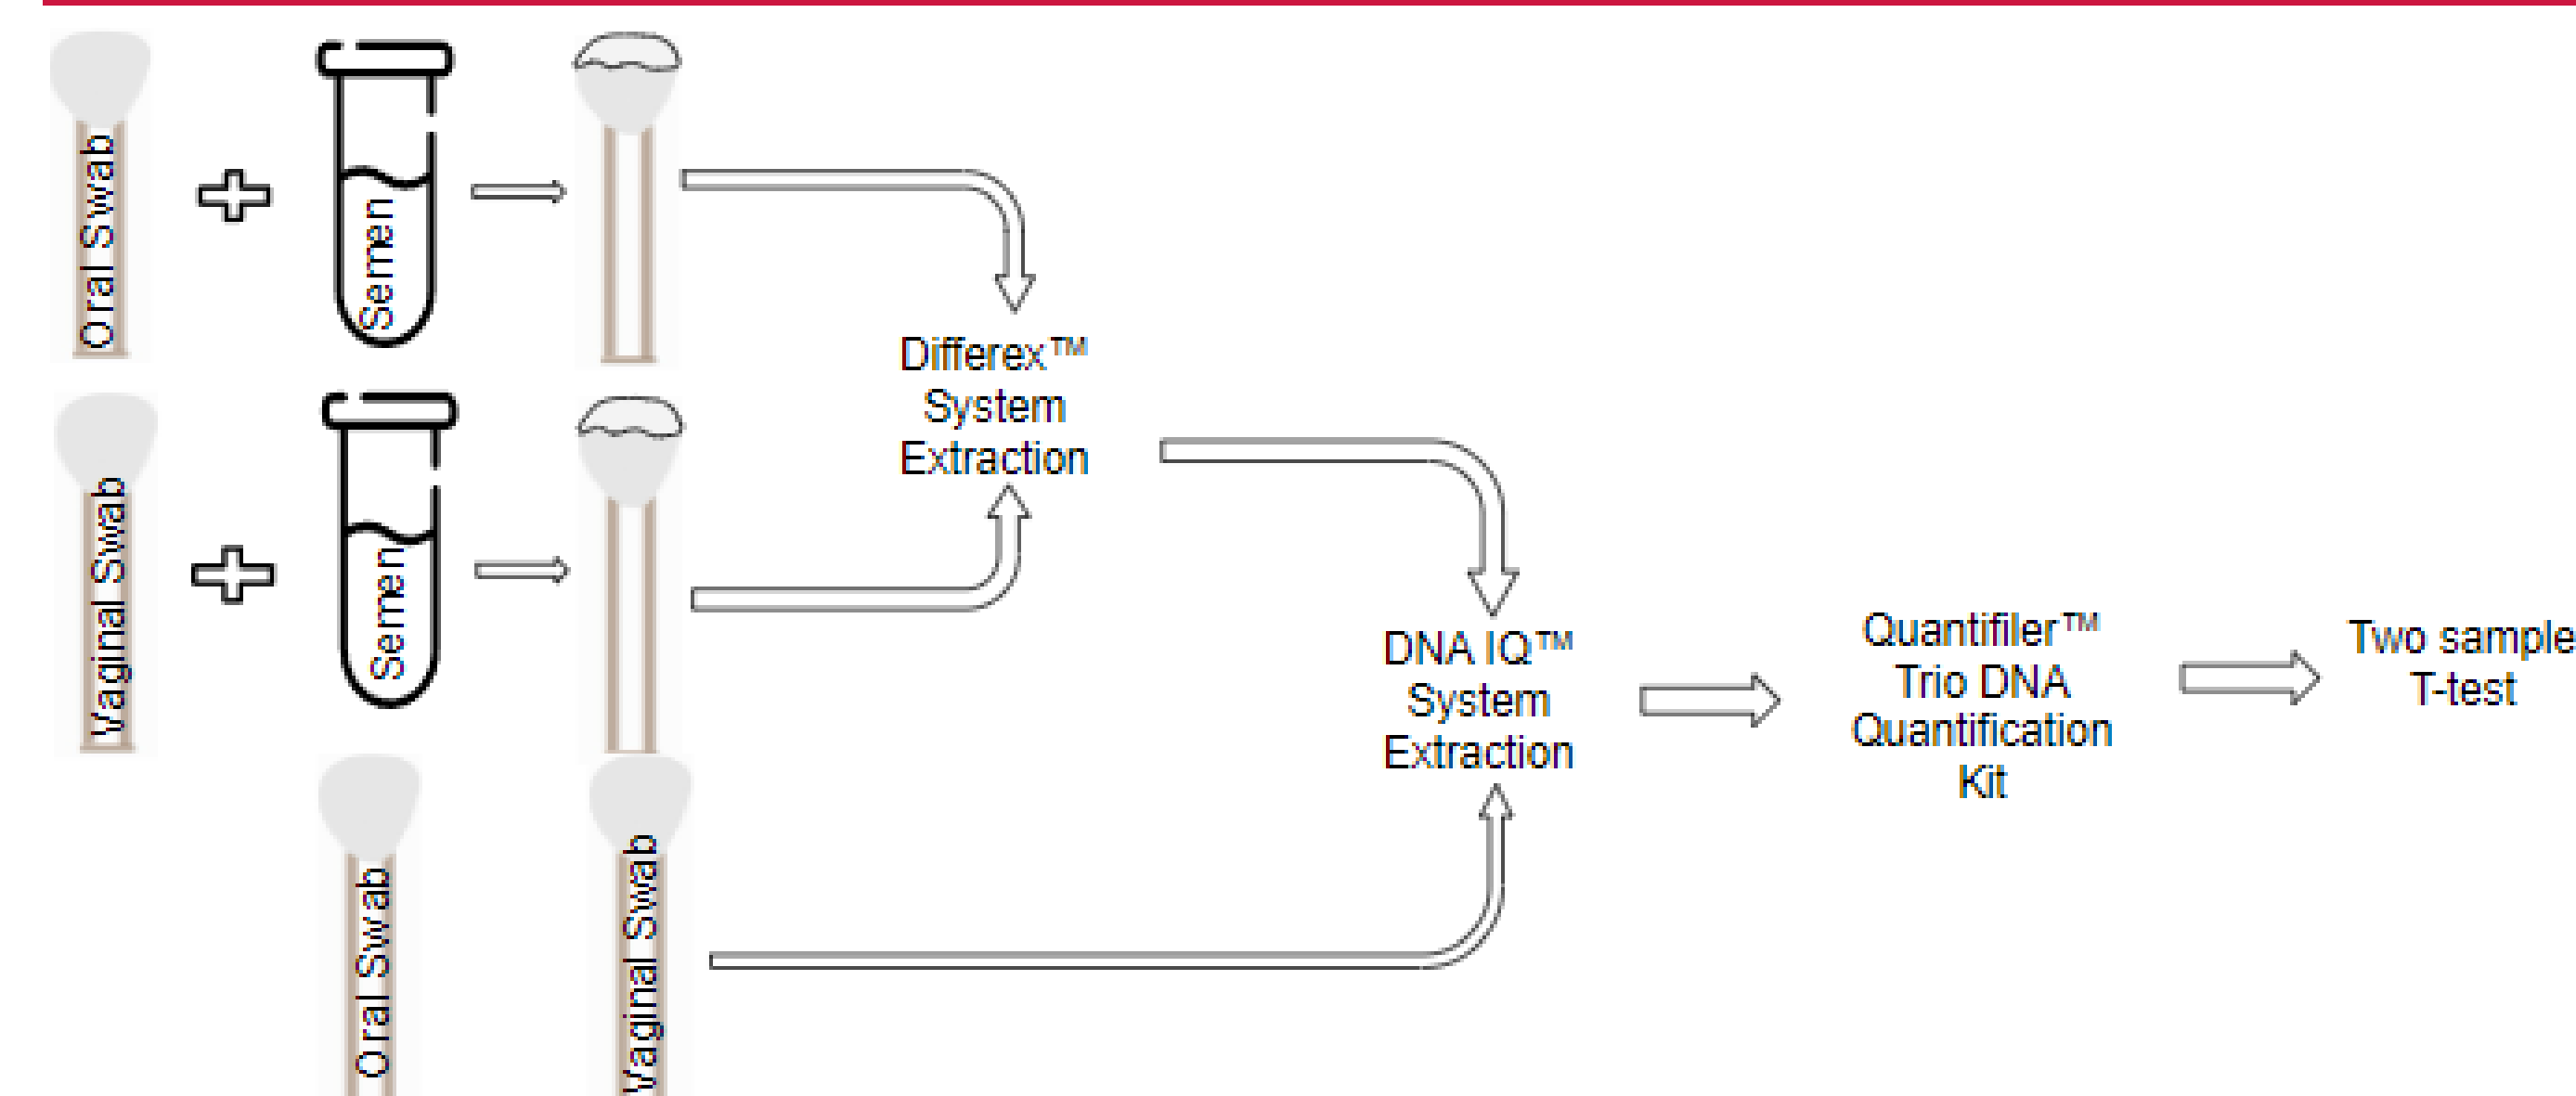 Oral Swab
Semen
Differex™
System
Extraction
Vaginal Swab
Semen
DNA IQ™
System
Extraction
Quantifiler™
Trio DNA
Quantification
Kit
Two sample
T-test
Oral Swab
Vaginal Swab